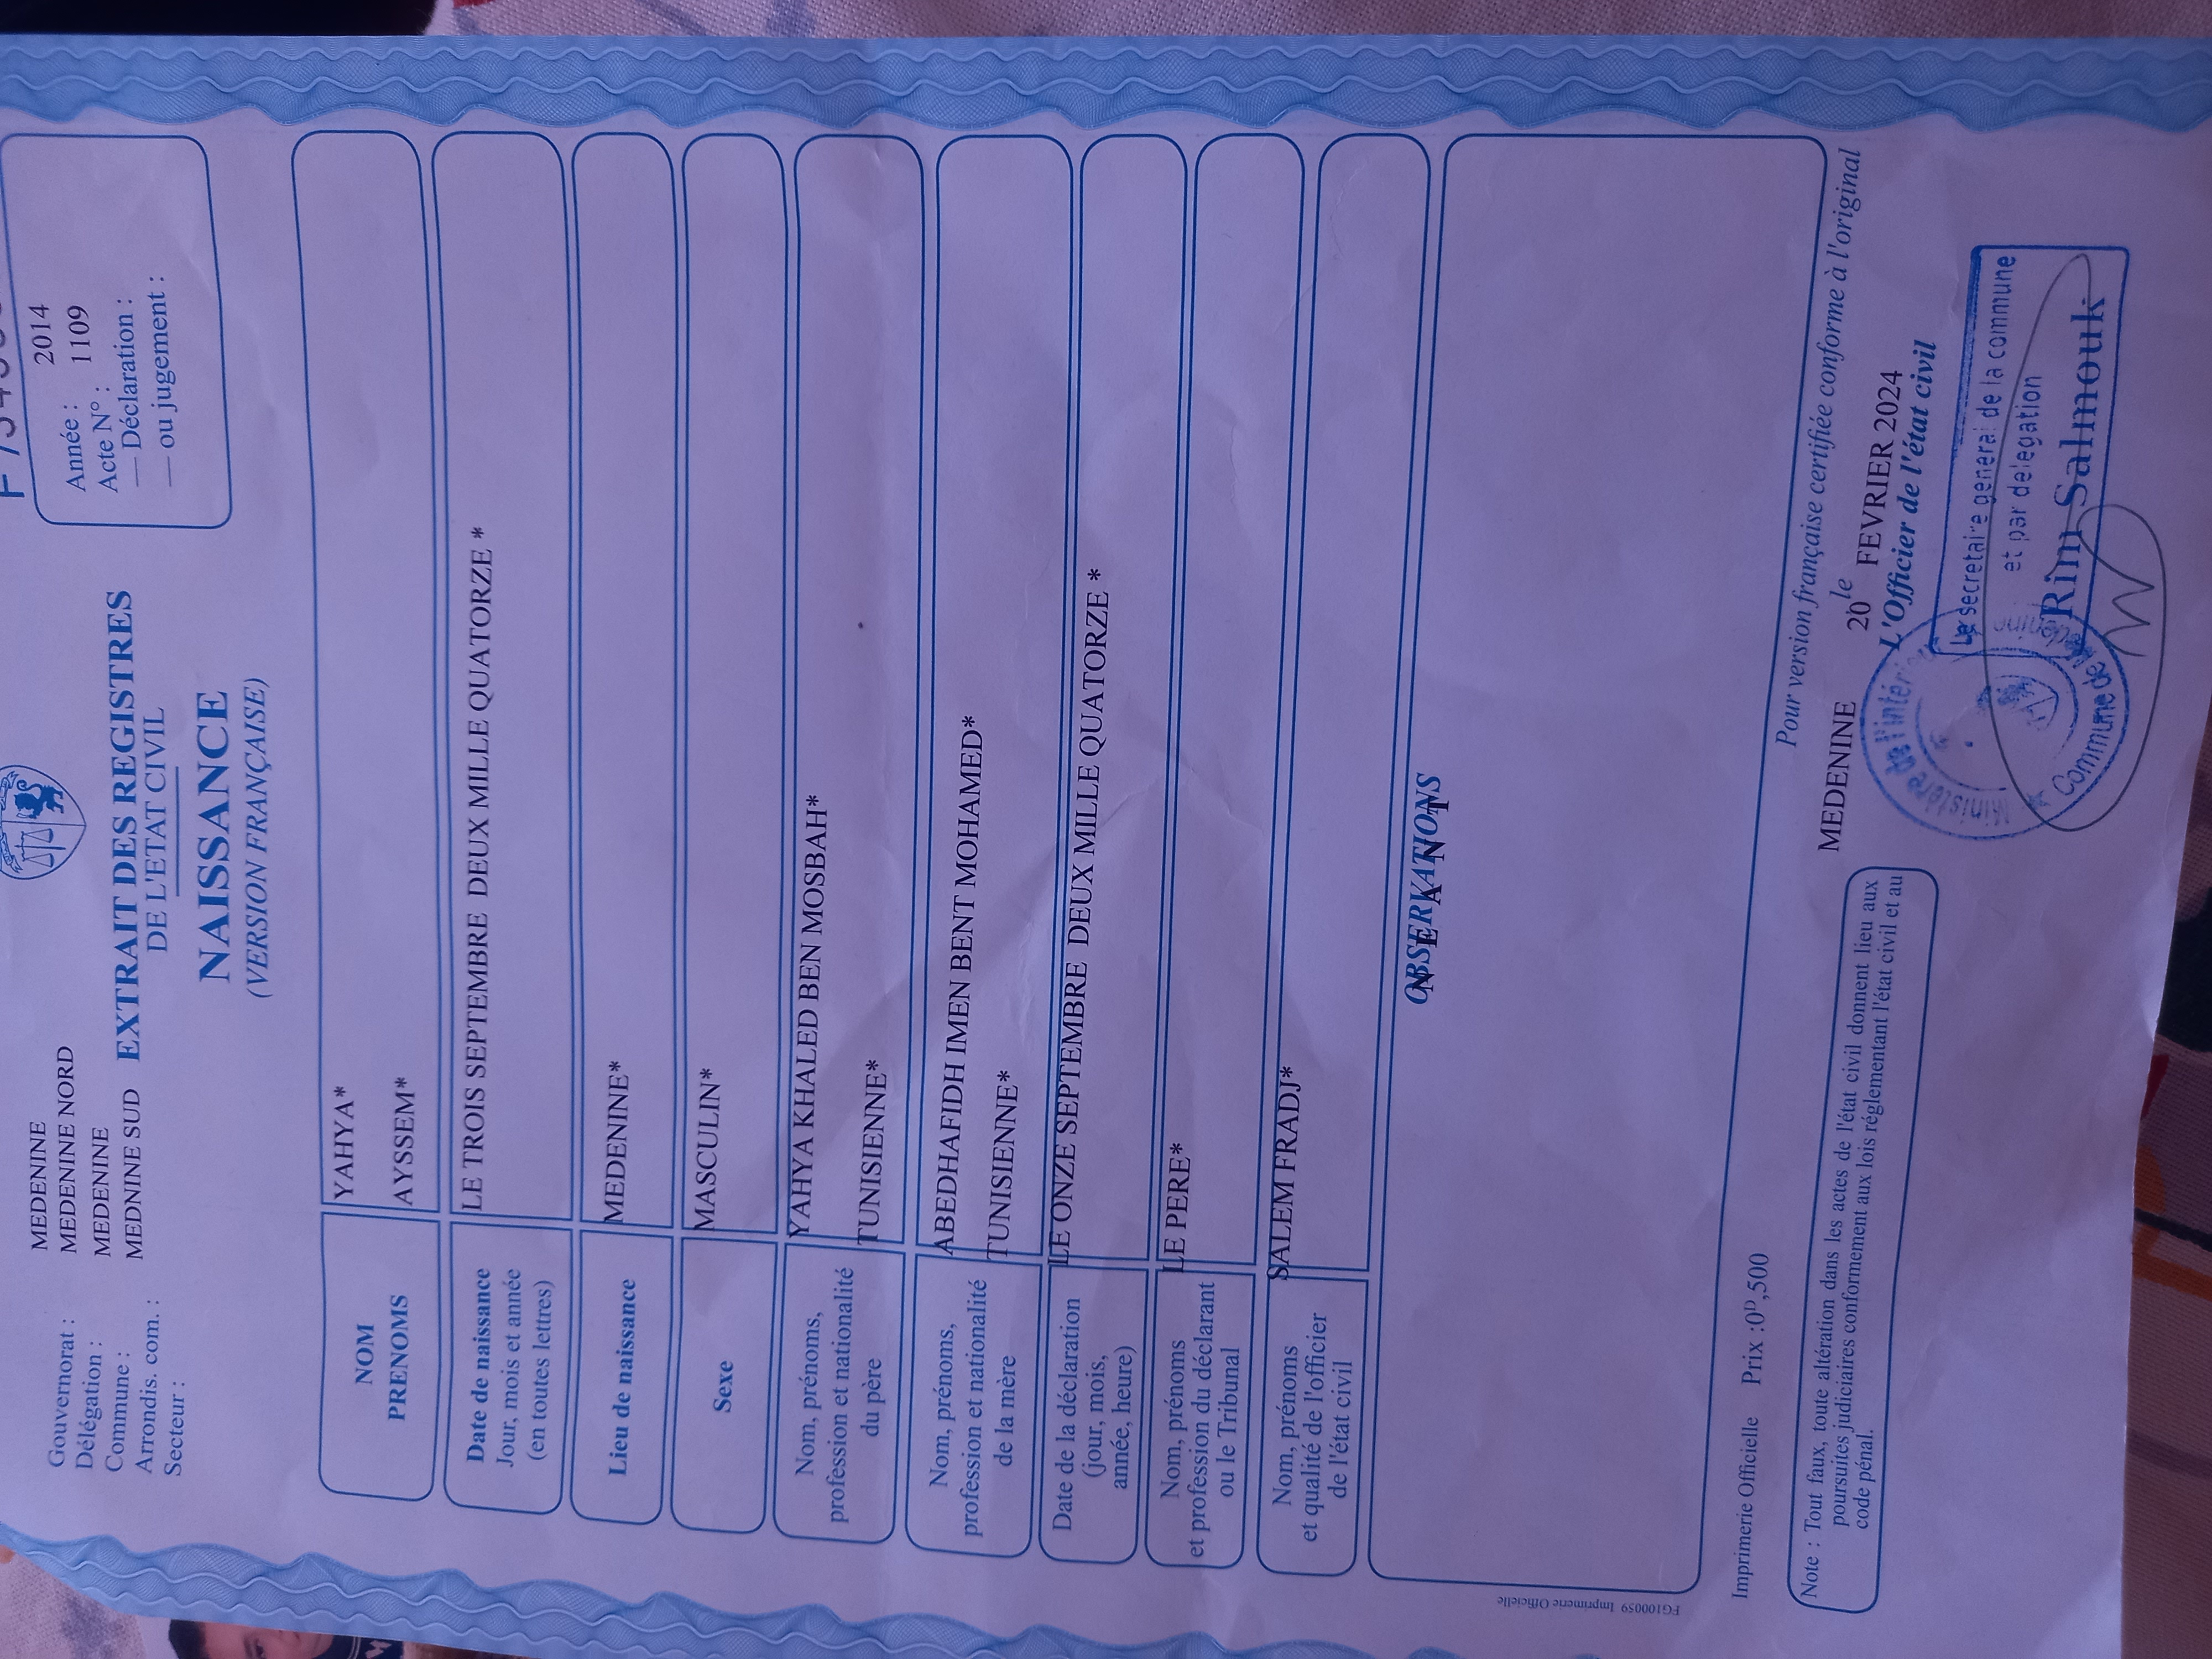 2014
Année :
Acte N° : 1109
— Déclaration :
— ou jugement :
Gouvernorat : MEDENINE
Délégation : MEDENINE NORD
Commune : MEDENINE
Arrondis. com. : MEDNINE SUD
Secteur :
EXTRAIT DES REGISTRES
DE L'ETAT CIVIL
NAISSANCE
(VERSION FRANÇAISE)
NOM YAHYA*
PRENOMS AYSSEM*
Date de naissance
Jour, mois et année
(en toutes lettres)
LE TROIS SEPTEMBRE DEUX MILLE QUATORZE *
Lieu de naissance MEDENINE*
Sexe MASCULIN*
Nom, prénoms,
profession et nationalité
du père
YAHYA KHALED BEN MOSBAH*
TUNISIENNE*
Nom, prénoms,
profession et nationalité
de la mère
ABEDHAFIDH IMEN BENT MOHAMED*
TUNISIENNE*
Date de la déclaration
(jour, mois,
année, heure)
LE ONZE SEPTEMBRE DEUX MILLE QUATORZE *
Nom, prénoms
et profession du déclarant
ou le Tribunal
LE PERE*
Nom, prénoms
et qualité de l'officier
de l'état civil
SALEM FRADJ*
OBSERVATIONS
NEANT
FG100059 Imprimerie Officielle
Imprimerie Officielle Prix :0ᴰ,500
Pour version française certifiée conforme à l'original
MEDENINE le
20 FEVRIER 2024
L'Officier de l'état civil
Le secretaire general de la commune
et par delegation
Rim Salmouk
Ministère de l'intérieur
Commune de Medenine
Note : Tout faux, toute altération dans les actes de l'état civil donnent lieu aux
poursuites judiciaires conformement aux lois réglementant l'état civil et au
code pénal.